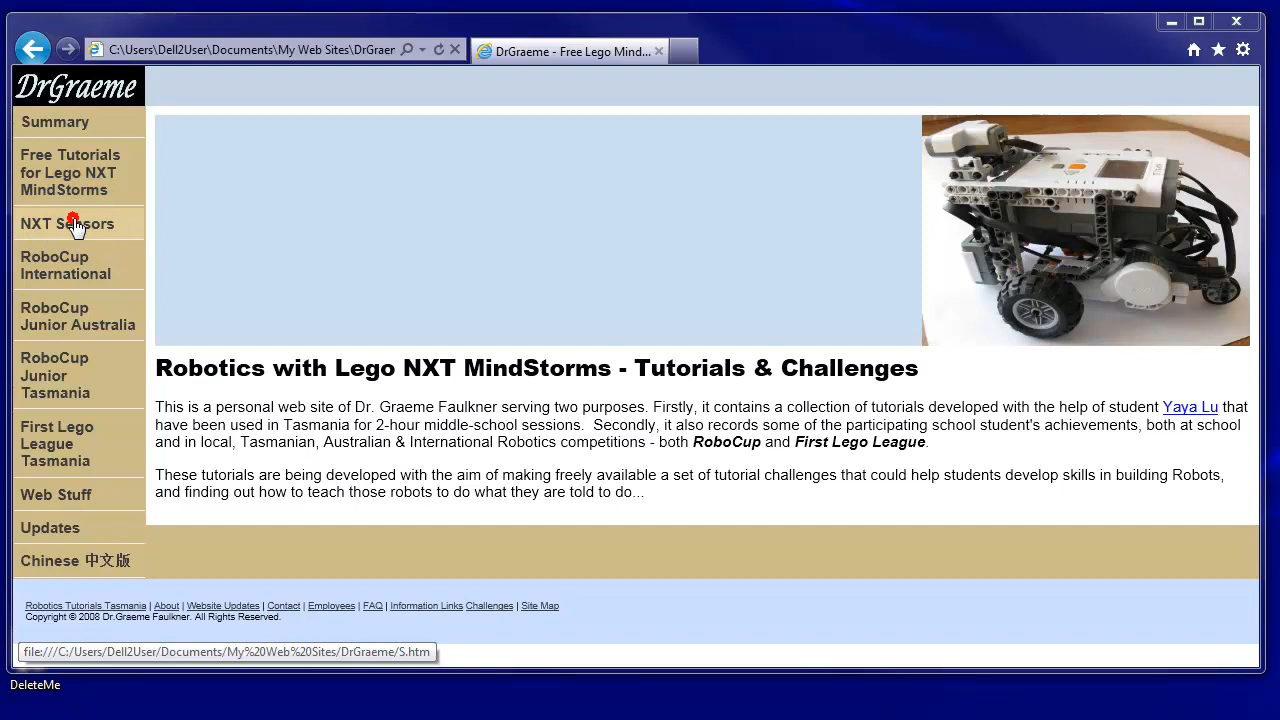 C:\Users\Dell2User\Documents\My Web Sites\DrGraem
DrGraeme - Free Lego Mind...
DrGraeme
Summary
Free Tutorials
for Lego NXT
MindStorms
NXT Sensors
RoboCup
International
RoboCup
Junior Australia
RoboCup
Junior
Tasmania
First Lego
League
Tasmania
Web Stuff
Updates
Chinese 中文版
Robotics with Lego NXT MindStorms - Tutorials & Challenges
This is a personal web site of Dr. Graeme Faulkner serving two purposes. Firstly, it contains a collection of tutorials developed with the help of student Yaya Lu that
have been used in Tasmania for 2-hour middle-school sessions.  Secondly, it also records some of the participating school student's achievements, both at school
and in local, Tasmanian, Australian & International Robotics competitions - both RoboCup and First Lego League.
These tutorials are being developed with the aim of making freely available a set of tutorial challenges that could help students develop skills in building Robots,
and finding out how to teach those robots to do what they are told to do...
Robotics Tutorials Tasmania | About | Website Updates | Contact | Employees | FAQ | Information Links Challenges | Site Map
Copyright © 2008 Dr.Graeme Faulkner. All Rights Reserved.
file:///C:/Users/Dell2User/Documents/My%20Web%20Sites/DrGraeme/S.htm
DeleteMe